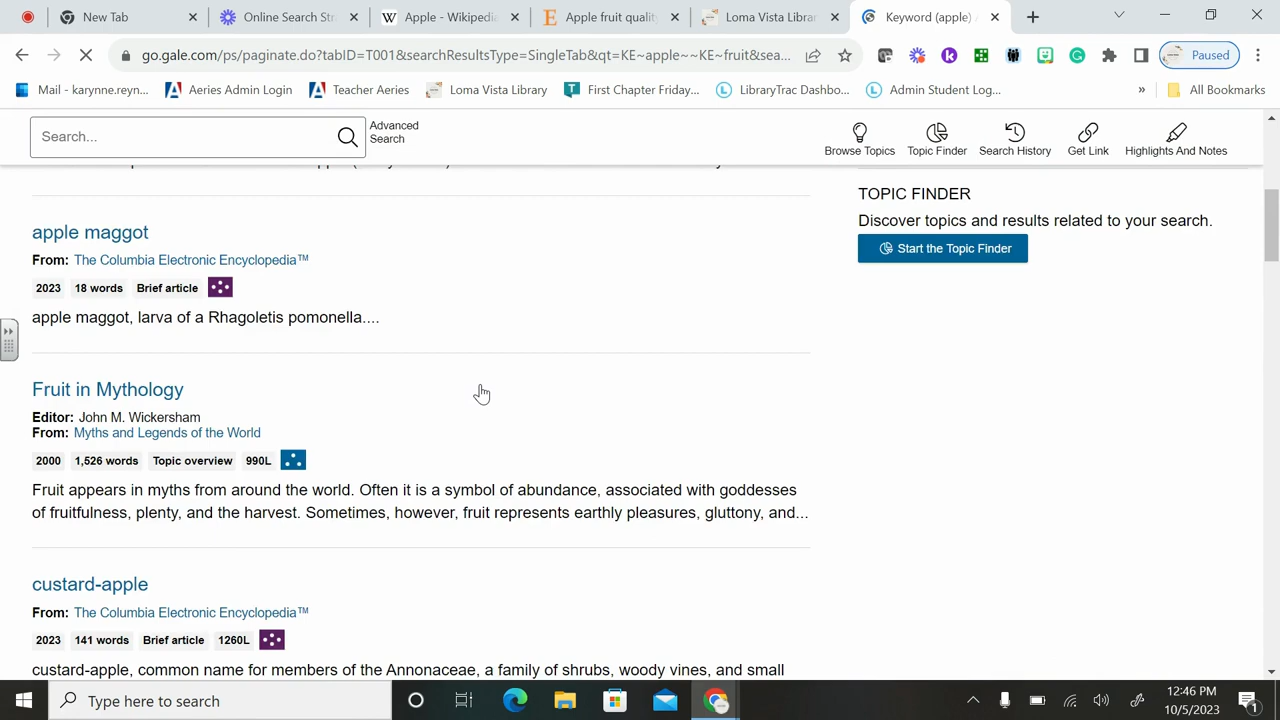 New Tab
Online Search Str
Apple - Wikipedia
Apple fruit quality
Loma Vista Librar
Keyword (apple) A
go.gale.com/ps/paginate.do?tabID=T001&searchResultsType=SingleTab&qt=KE~apple~~KE~fruit&sea...
Paused
Mail - karynne.reyn...
Aeries Admin Login
Teacher Aeries
Loma Vista Library
First Chapter Friday...
LibraryTrac Dashbo...
Admin Student Log...
»
All Bookmarks
Search...
Advanced
Search
Browse Topics
Topic Finder
Search History
Get Link
Highlights And Notes
TOPIC FINDER
Discover topics and results related to your search.
Start the Topic Finder
apple maggot
From: The Columbia Electronic Encyclopedia™
2023 18 words Brief article
apple maggot, larva of a Rhagoletis pomonella....
Fruit in Mythology
Editor: John M. Wickersham
From: Myths and Legends of the World
2000 1,526 words Topic overview 990L
Fruit appears in myths from around the world. Often it is a symbol of abundance, associated with goddesses
of fruitfulness, plenty, and the harvest. Sometimes, however, fruit represents earthly pleasures, gluttony, and...
custard-apple
From: The Columbia Electronic Encyclopedia™
2023 141 words Brief article 1260L
custard-apple, common name for members of the Annonaceae, a family of shrubs, woody vines, and small
Type here to search
12:46 PM
10/5/2023
1